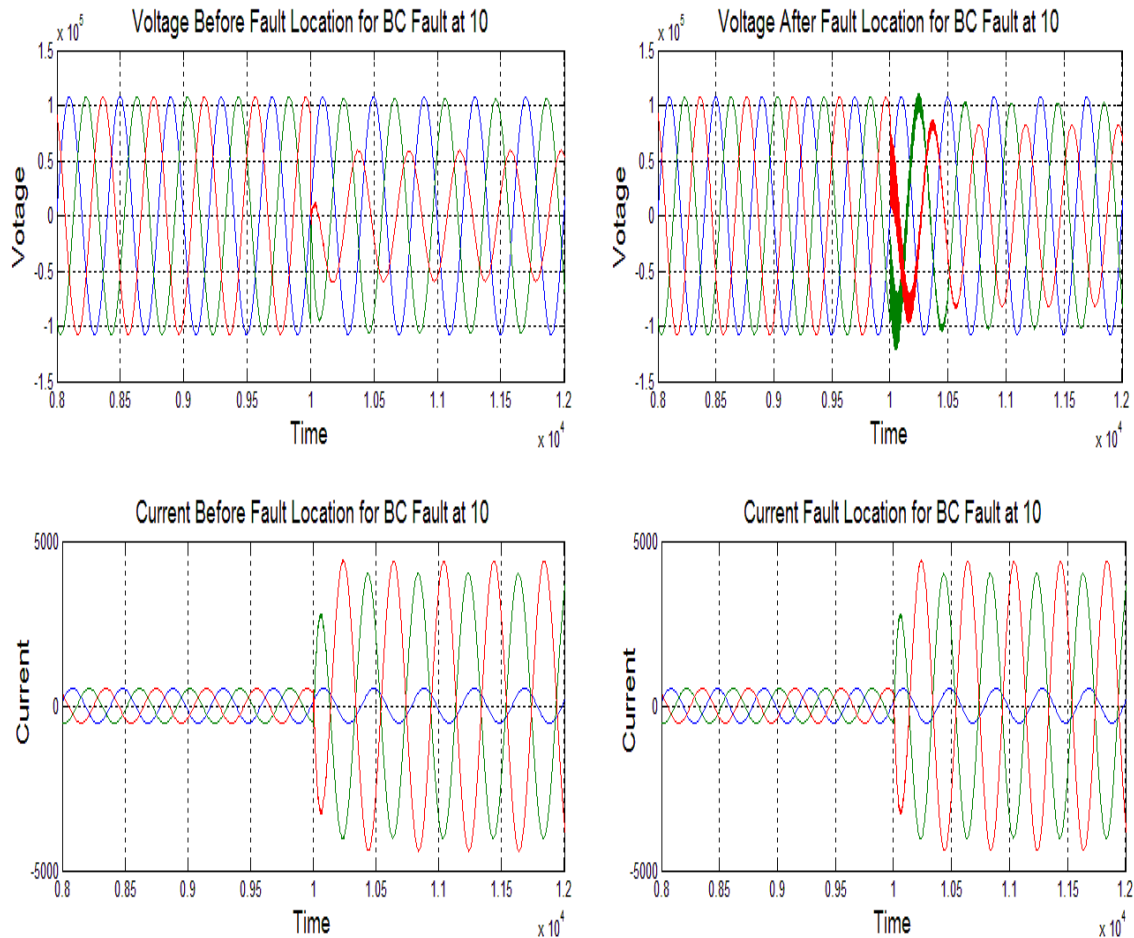 Voltage Before Fault Location for BC Fault at 10
x 10^5
1.5
1
0.5
0
-0.5
-1
-1.5
Votage
0.8 0.85 0.9 0.95 1 1.05 1.1 1.15 1.2
Time
x 10^4
Voltage After Fault Location for BC Fault at 10
x 10^5
1.5
1
0.5
0
-0.5
-1
-1.5
Votage
0.8 0.85 0.9 0.95 1 1.05 1.1 1.15 1.2
Time
x 10^4
Current Before Fault Location for BC Fault at 10
5000
0
-5000
Current
0.8 0.85 0.9 0.95 1 1.05 1.1 1.15 1.2
Time
x 10^4
Current Fault Location for BC Fault at 10
5000
0
-5000
Current
0.8 0.85 0.9 0.95 1 1.05 1.1 1.15 1.2
Time
x 10^4